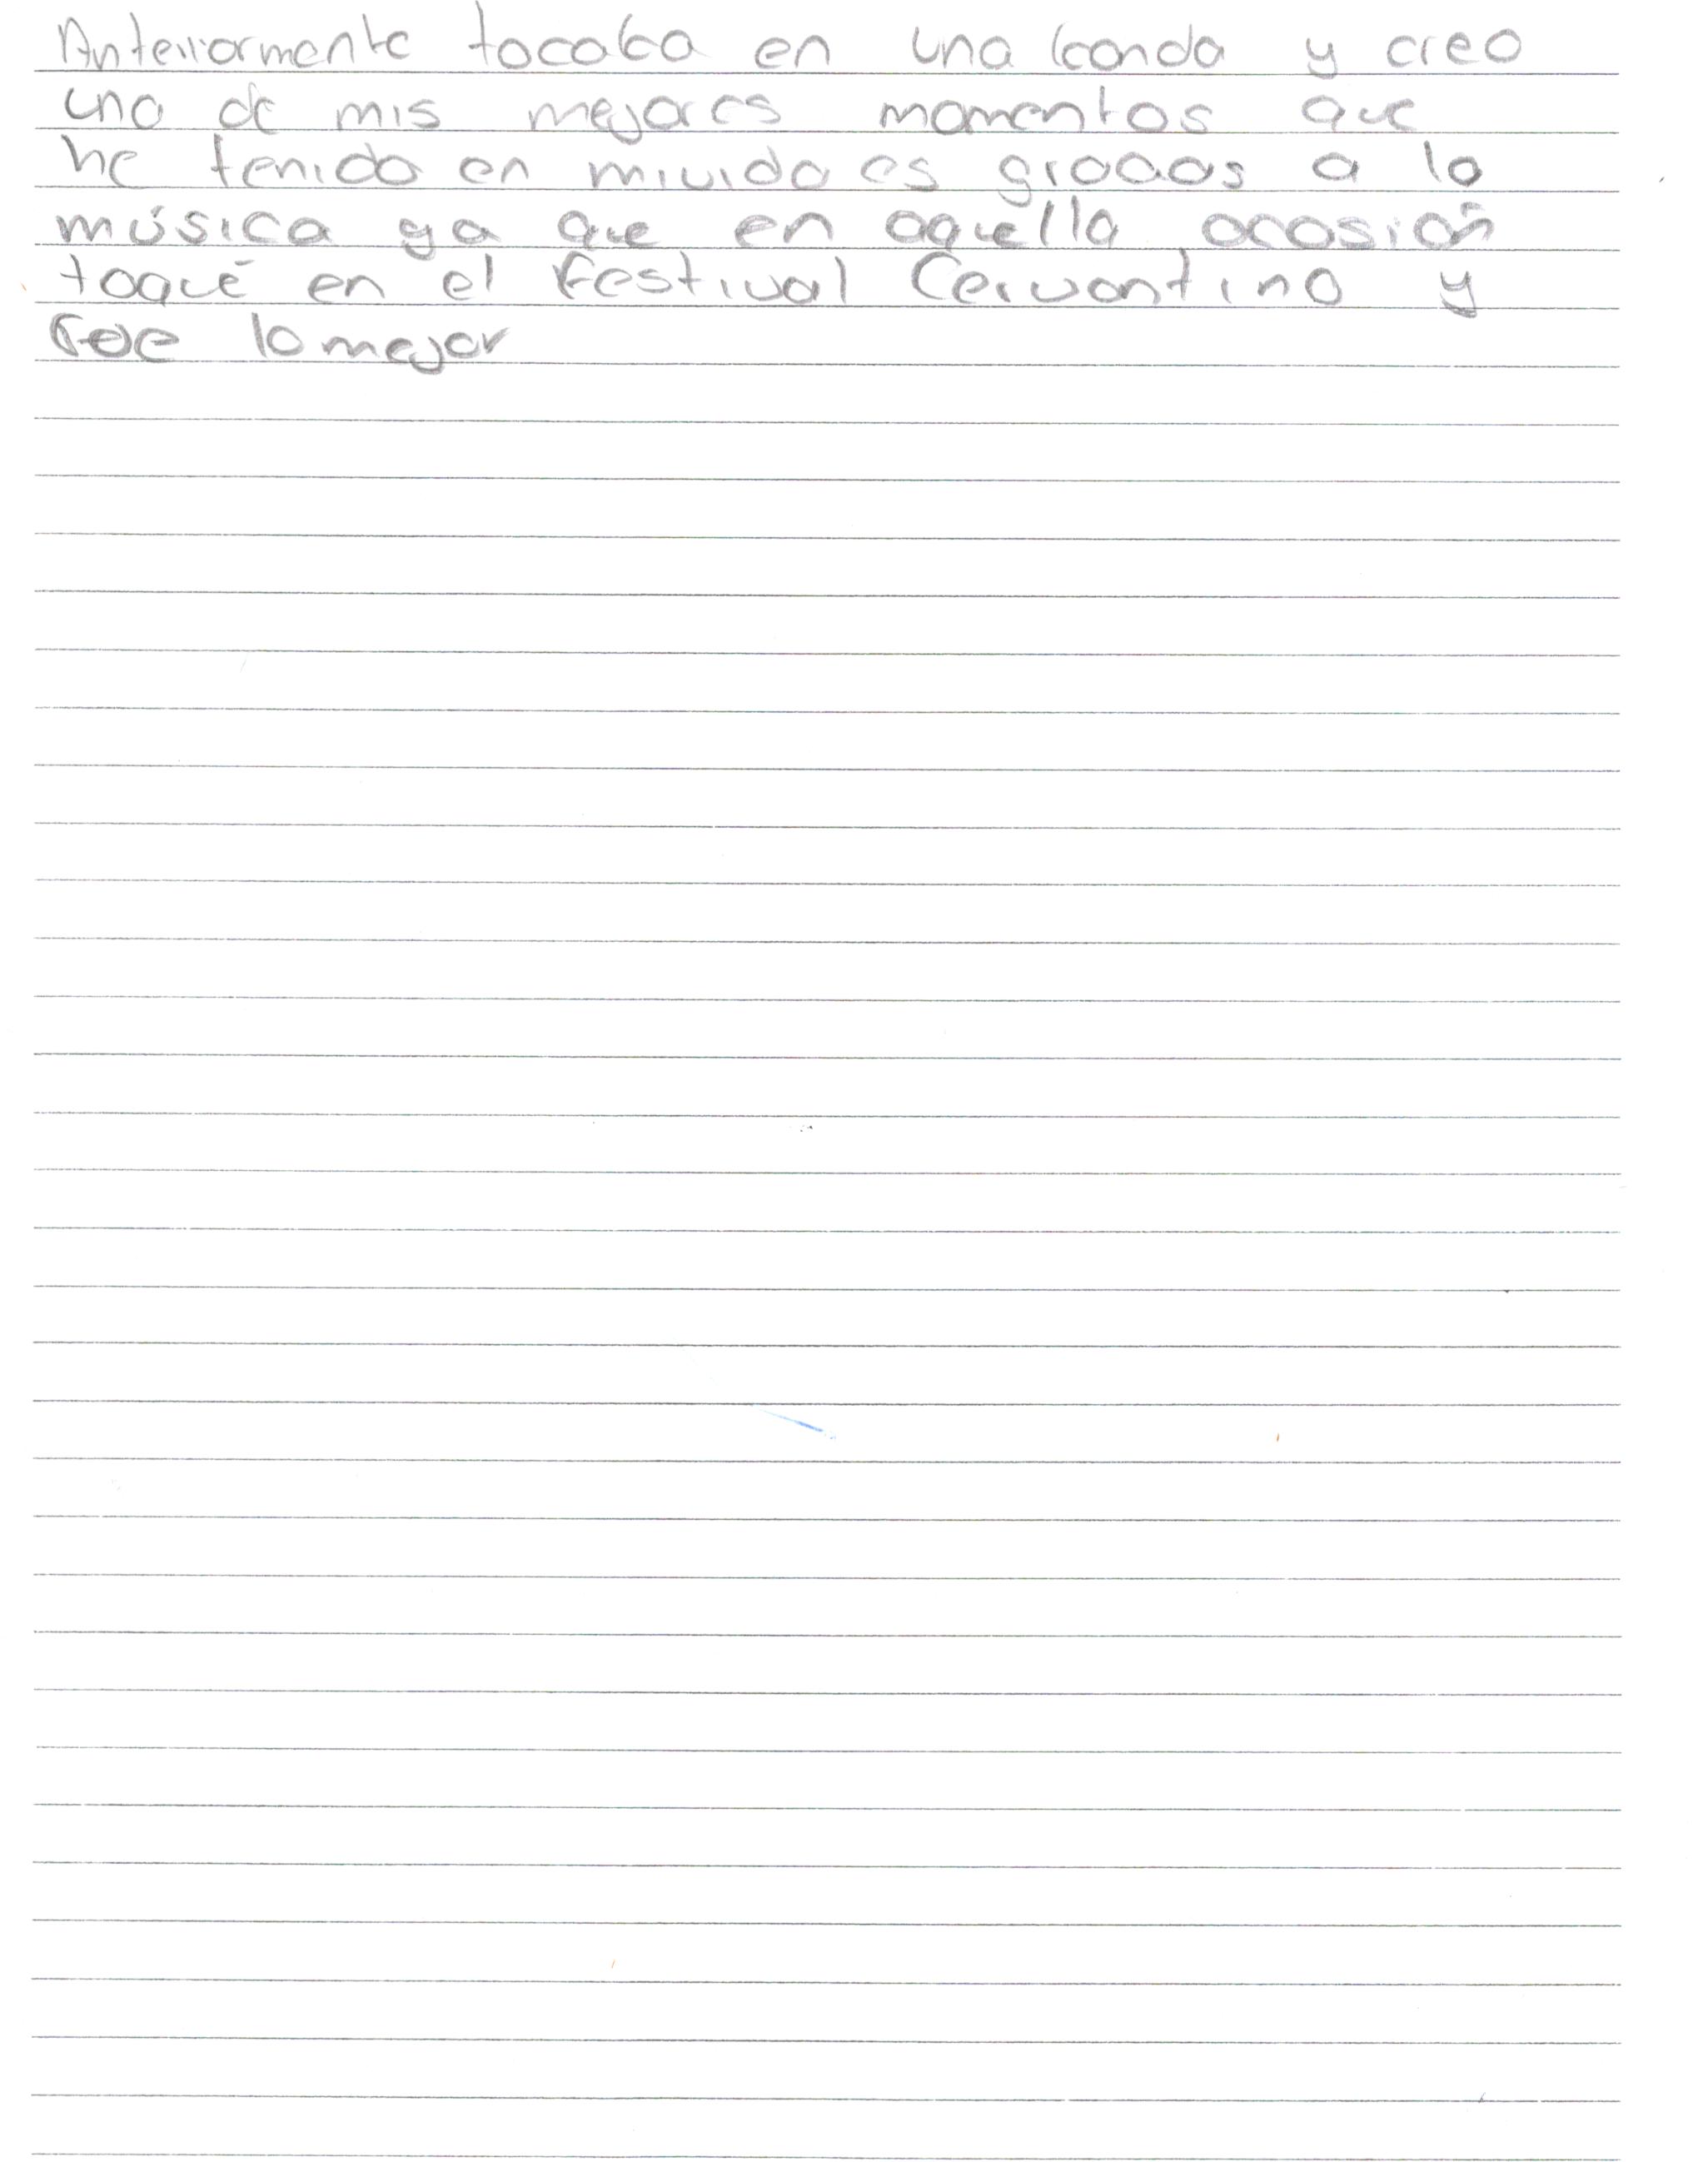 Anteriormente tocaba en una banda y creo
uno de mis mejores momentos que
he tenido en mi vida es gracias a la
música ya que en aquella ocasión
toqué en el festival Cervantino y
fue lo mejor